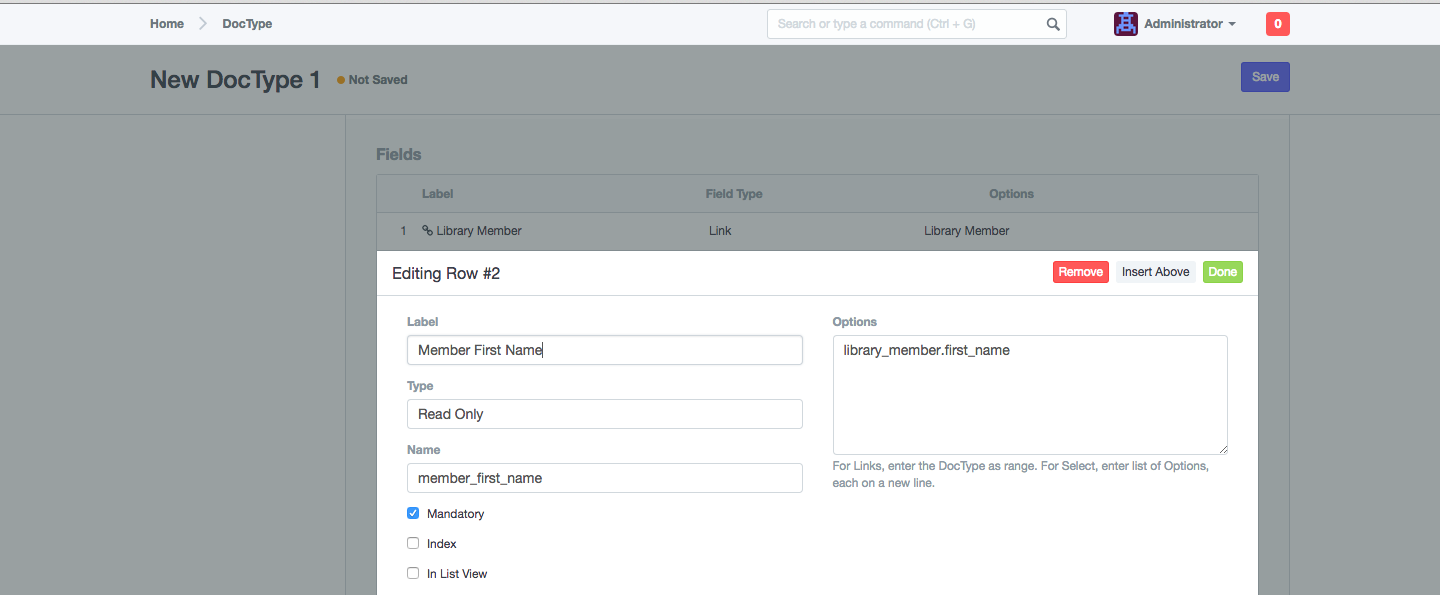 Home DocType Search or type a command (Ctrl + G) Administrator 0
New DocType 1 Not Saved Save
Fields
Label Field Type Options
1 Library Member Link Library Member
Editing Row #2 Remove Insert Above Done
Label Options
Member First Name library_member.first_name
Type
Read Only
Name
For Links, enter the DocType as range. For Select, enter list of Options,
member_first_name each on a new line.
Mandatory
Index
In List View